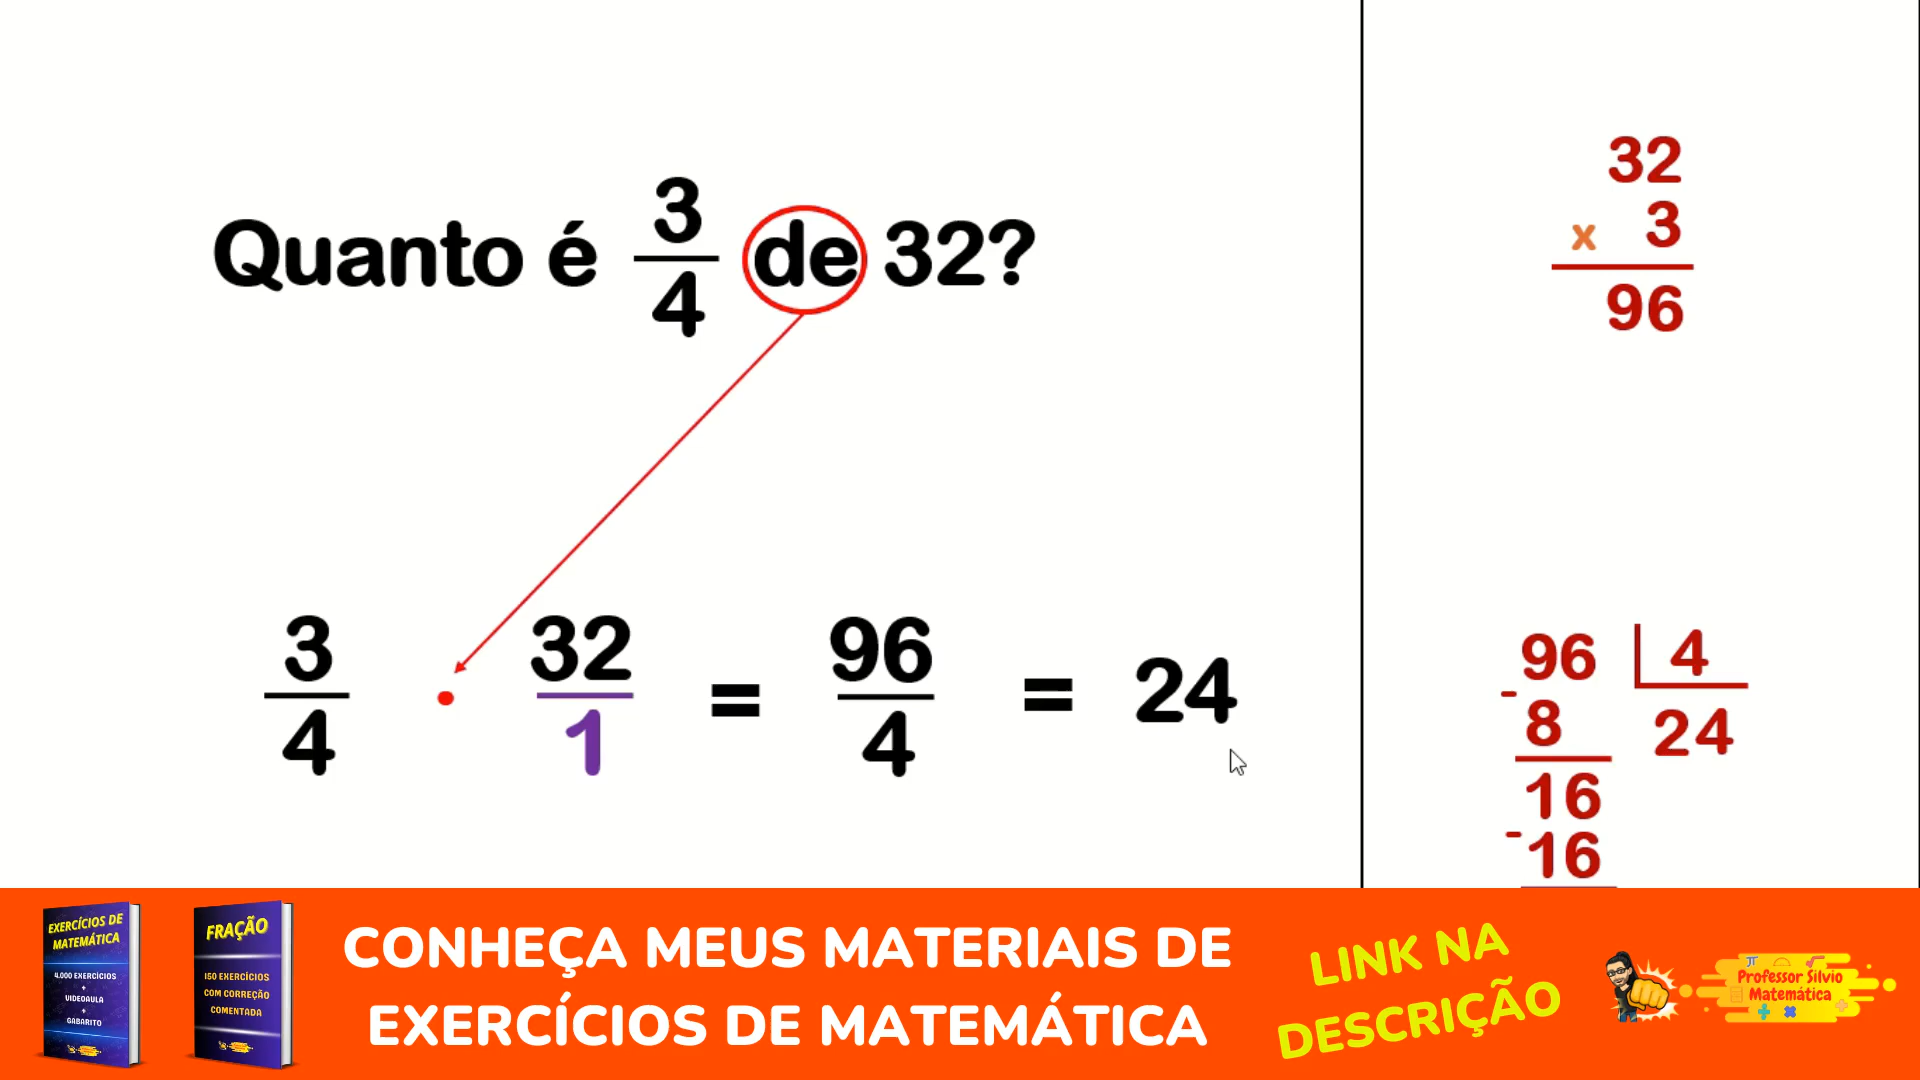 Quanto é 3/4 de 32?
3/4 · 32/1 = 96/4 = 24
32
x 3
96
96 4
- 8 24
16
- 16
EXERCÍCIOS DE
MATEMÁTICA
4.000 EXERCÍCIOS
+
VIDEOAULA
+
GABARITO
FRAÇÃO
150 EXERCÍCIOS
COM CORREÇÃO
COMENTADA
CONHEÇA MEUS MATERIAIS DE
EXERCÍCIOS DE MATEMÁTICA
LINK NA
DESCRIÇÃO
Professor Silvio
Matemática